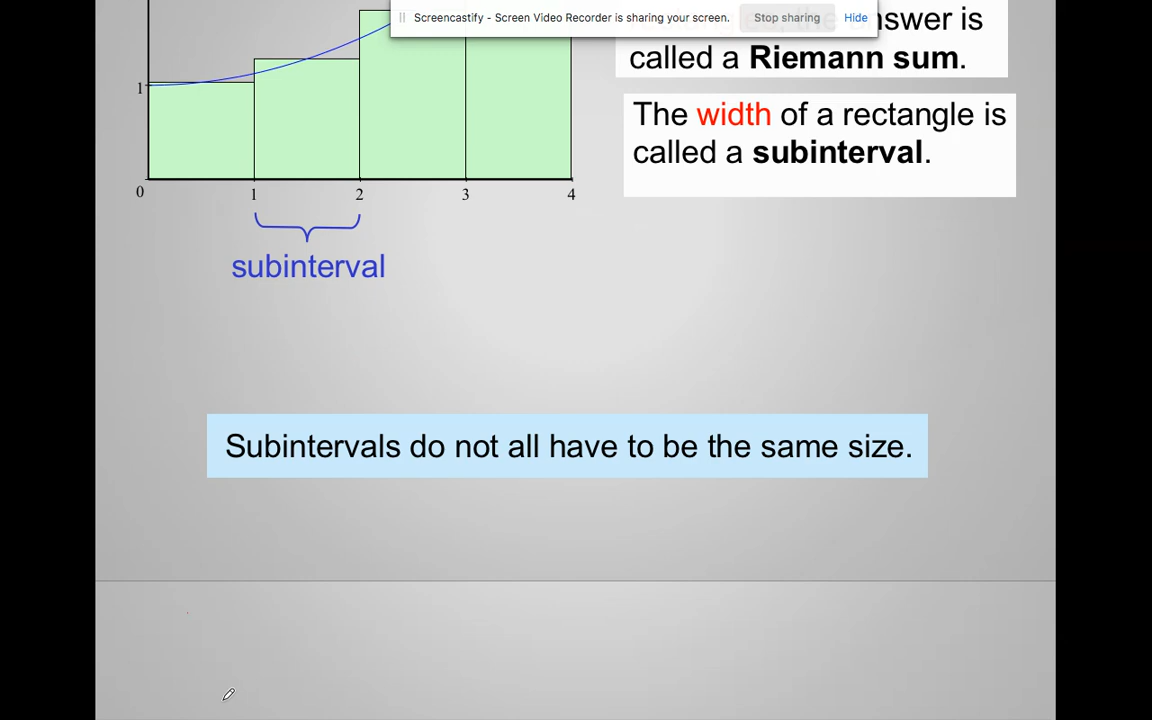 Screencastify - Screen Video Recorder is sharing your screen. Stop sharing Hide
nswer is
called a Riemann sum.
The width of a rectangle is
called a subinterval.
1
0 1 2 3 4
subinterval
Subintervals do not all have to be the same size.